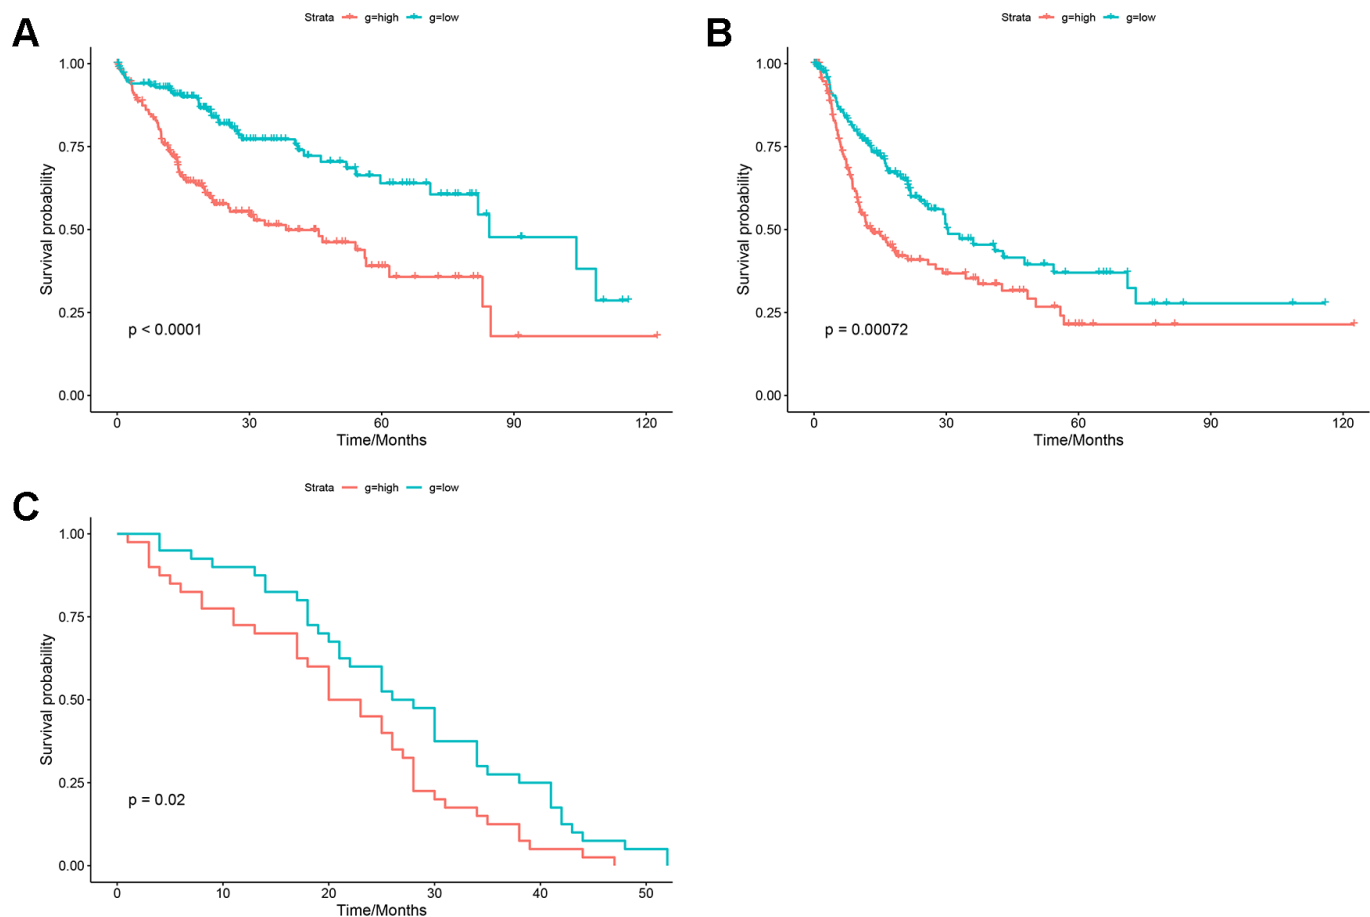 A
Strata g=high g=low
1.00
0.75
0.50
0.25
0.00
Survival probability
p < 0.0001
0 30 60 90 120
Time/Months
B
Strata g=high g=low
1.00
0.75
0.50
0.25
0.00
Survival probability
p = 0.00072
0 30 60 90 120
Time/Months
C
Strata g=high g=low
1.00
0.75
0.50
0.25
0.00
Survival probability
p = 0.02
0 10 20 30 40 50
Time/Months